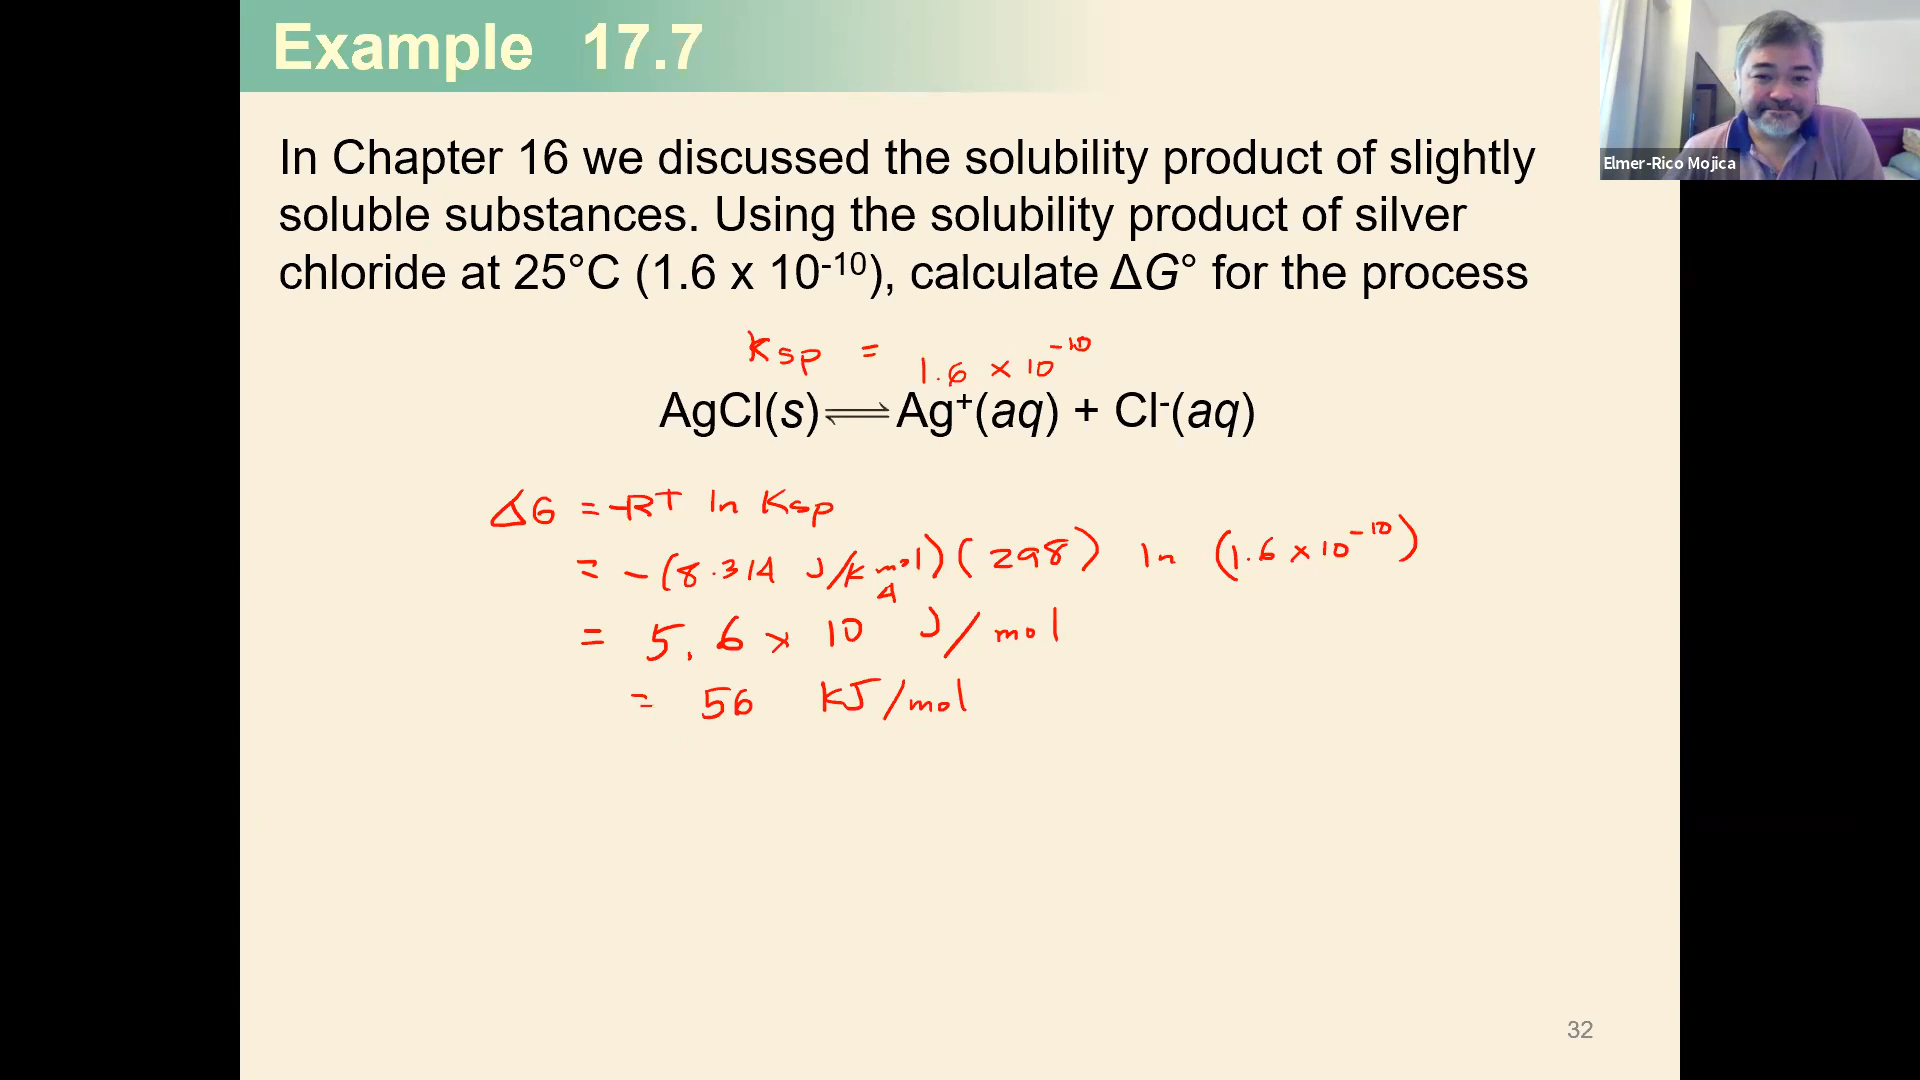 Example 17.7
Elmer-Rico Mojica
In Chapter 16 we discussed the solubility product of slightly
soluble substances. Using the solubility product of silver
chloride at 25°C (1.6 x 10⁻¹⁰), calculate ΔG° for the process
Ksp = 1.6 × 10⁻¹⁰
AgCl(s) ⇌ Ag⁺(aq) + Cl⁻(aq)
ΔG = -RT ln Ksp
= -(8.314 J/K mol)(298) ln (1.6 × 10⁻¹⁰)
= 5.6 × 10⁴ J/mol
= 56 kJ/mol
32